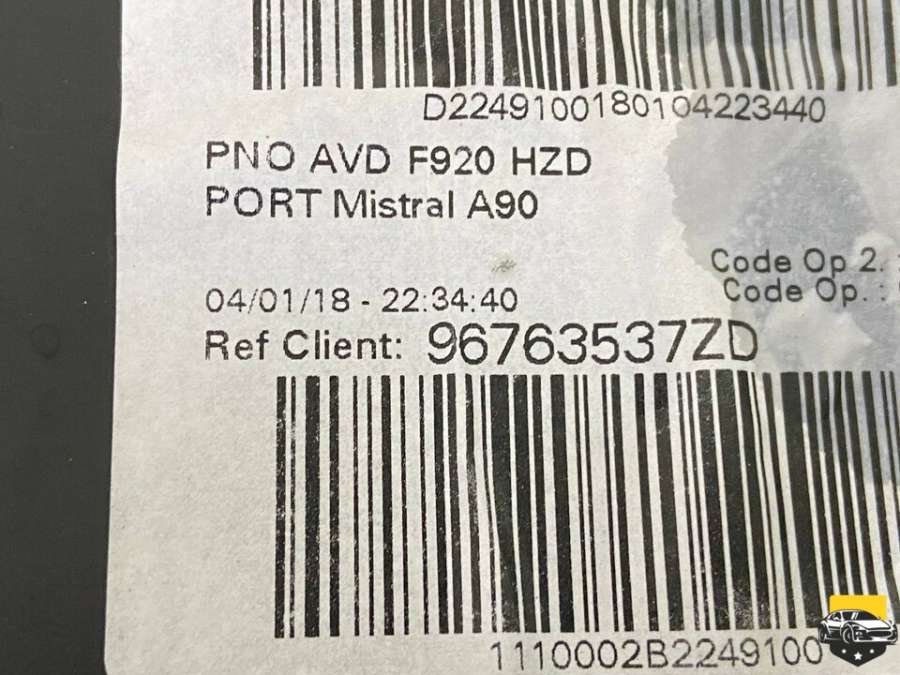 D2249100180104223440
PNO AVD F920 HZD
PORT Mistral A90
Code Op 2. :
Code Op. :
04/01/18 - 22:34:40
Ref Client: 96763537ZD
1110002B2249100